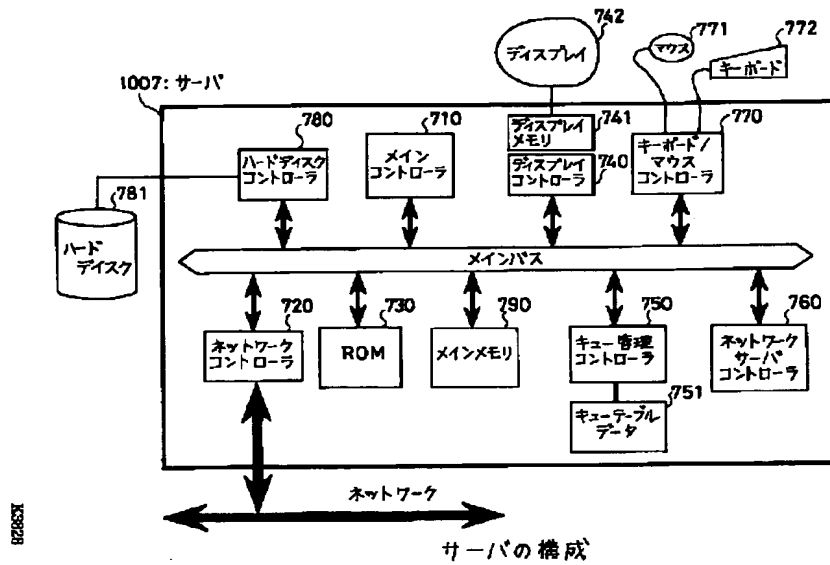 742
ディスプレイ
771
マウス
772
キーボード
1007:サーバ
780
ハードディスク
コントローラ
710
メイン
コントローラ
ディスプレイ
メモリ
741
ディスプレイ
コントローラ
740
770
キーボード/
マウス
コントローラ
781
ハード
ディスク
メインバス
720
ネットワーク
コントローラ
730
ROM
790
メインメモリ
750
キュー管理
コントローラ
760
ネットワーク
サーバ
コントローラ
751
キューテーブル
データ
ネットワーク
サーバの構成
K3828